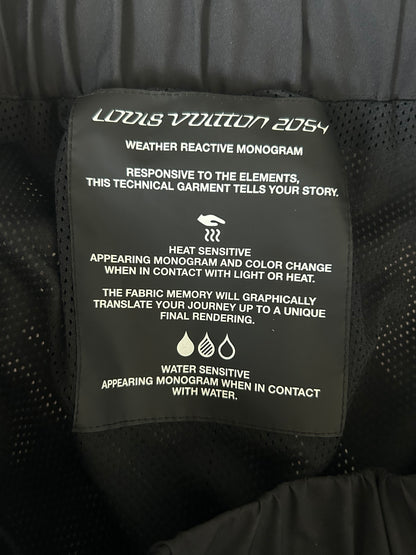 LOUIS VUITTON 2054
WEATHER REACTIVE MONOGRAM
RESPONSIVE TO THE ELEMENTS,
THIS TECHNICAL GARMENT TELLS YOUR STORY.
HEAT SENSITIVE
APPEARING MONOGRAM AND COLOR CHANGE
WHEN IN CONTACT WITH LIGHT OR HEAT.
THE FABRIC MEMORY WILL GRAPHICALLY
TRANSLATE YOUR JOURNEY UP TO A UNIQUE
FINAL RENDERING.
WATER SENSITIVE
APPEARING MONOGRAM WHEN IN CONTACT
WITH WATER.